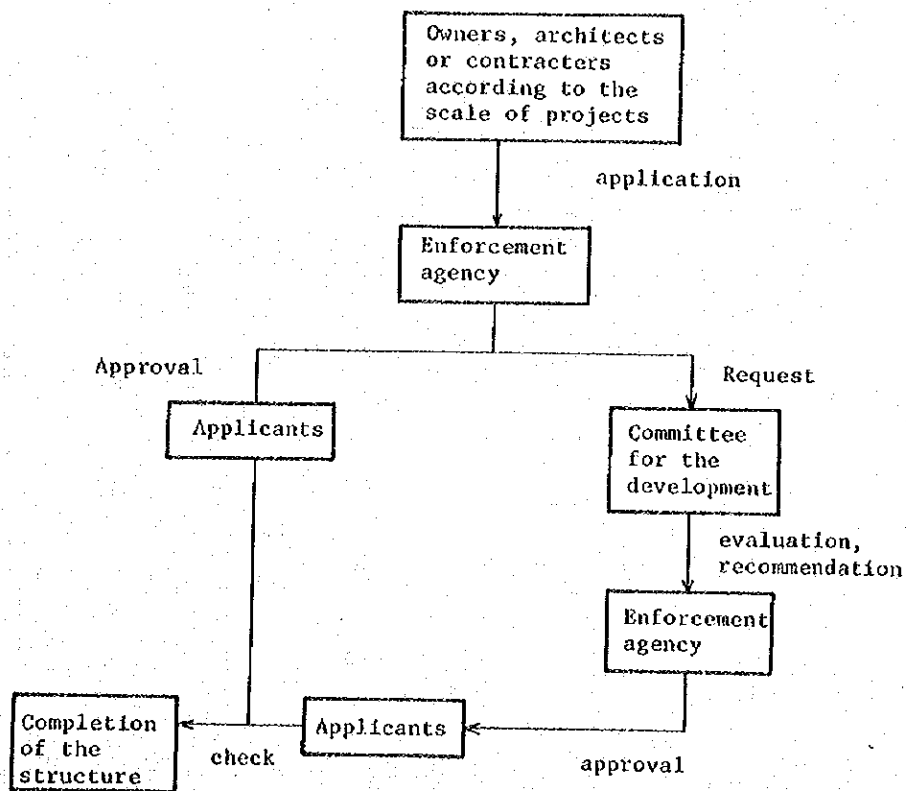 Owners, architects
or contracters
according to the
scale of projects
application
Enforcement
agency
Approval
Request
Applicants
Committee
for the
development
evaluation,
recommendation
Enforcement
agency
Completion
of the
structure
check
Applicants
approval